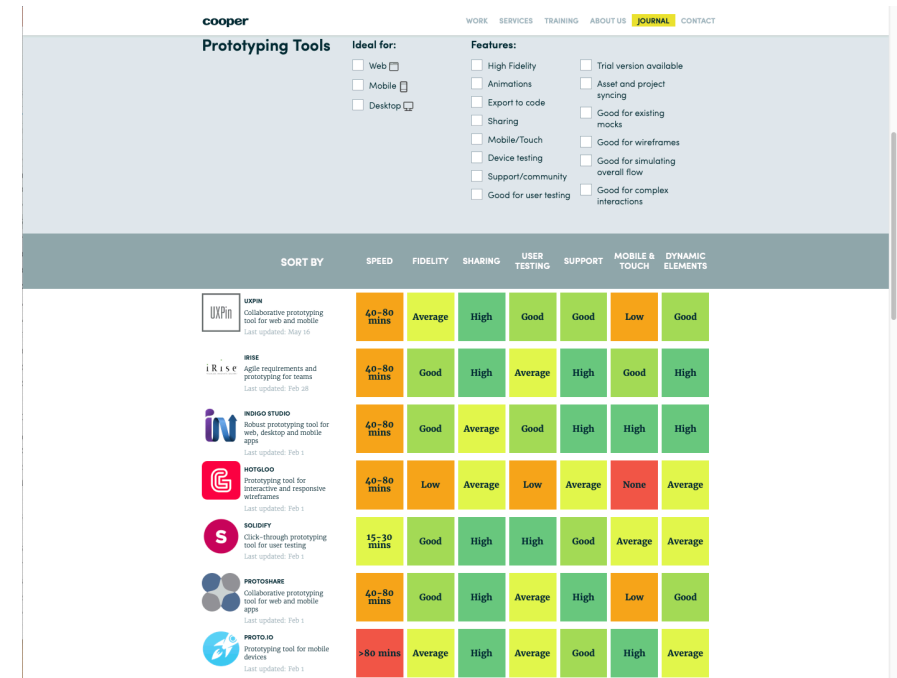 cooper
WORK SERVICES TRAINING ABOUT US JOURNAL CONTACT
Prototyping Tools
Ideal for:
Web
Mobile
Desktop
Features:
High Fidelity
Animations
Export to code
Sharing
Mobile/Touch
Device testing
Support/community
Good for user testing
Trial version available
Asset and project
syncing
Good for existing
mocks
Good for wireframes
Good for simulating
overall flow
Good for complex
interactions
SORT BY
SPEED
FIDELITY
SHARING
USER
TESTING
SUPPORT
MOBILE &
TOUCH
DYNAMIC
ELEMENTS
UXPin
UXPIN
Collaborative prototyping
tool for web and mobile
Last updated: May 16
40-80
mins
Average
High
Good
Good
Low
Good
iRise
IRISE
Agile requirements and
prototyping for teams
Last updated: Feb 28
40-80
mins
Good
High
Average
High
Good
High
iN
INDIGO STUDIO
Robust prototyping tool for
web, desktop and mobile
apps
Last updated: Feb 1
40-80
mins
Good
Average
Good
High
High
High
G
HOTGLOO
Prototyping tool for
interactive and responsive
wireframes
Last updated: Feb 1
40-80
mins
Low
Average
Low
Average
None
Average
S
SOLIDIFY
Click-through prototyping
tool for user testing
Last updated: Feb 1
15-30
mins
Good
High
High
Good
Average
Average
PROTOSHARE
Collaborative prototyping
tool for web and mobile
apps
Last updated: Feb 1
40-80
mins
Good
High
Average
High
Low
Good
PROTO.IO
Prototyping tool for mobile
devices
Last updated: Feb 1
>80 mins
Average
High
Average
Good
High
Average